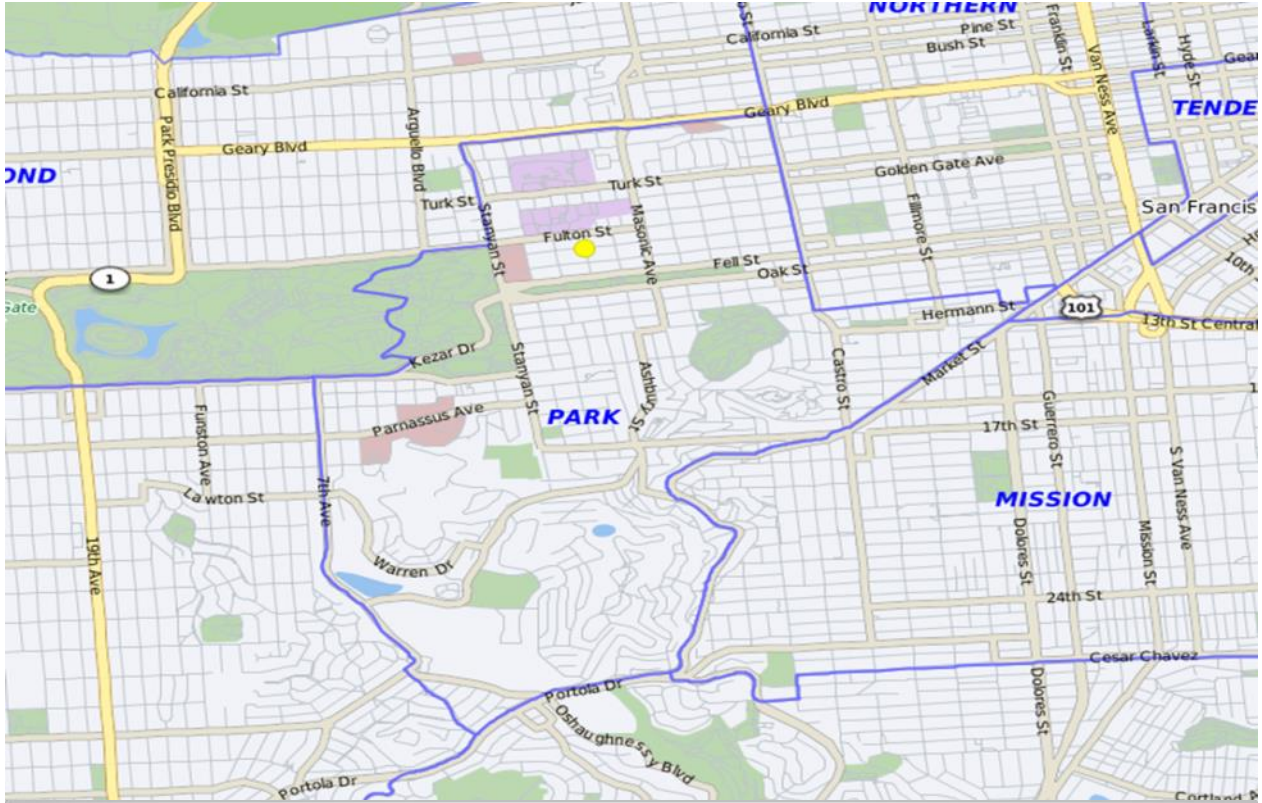 NORTHERN
California St
Pine St
Bush St
Franklin St
Larkin St
Hyde St
Van Ness Ave
Gear
California St
Park Presidio Blvd
Arguello Blvd
Geary Blvd
Geary Blvd
TENDE
OND
Golden Gate Ave
Turk St
Turk St
Stanyan St
Masonic Ave
Fillmore St
San Francis
Fulton St
Fell St
Oak St
10th
1
Gate
101
Hermann St
13th St Central
Kezar Dr
Stanyan St
Ashbury St
Castro St
Market St
Funston Ave
Parnassus Ave
PARK
17th St
Guerrero St
S Van Ness Ave
Lawton St
7th Ave
MISSION
19th Ave
Warren Dr
Dolores St
Mission St
24th St
Cesar Chavez
Portola Dr
Dolores St
Oshaughnessy Blvd
Portola Dr